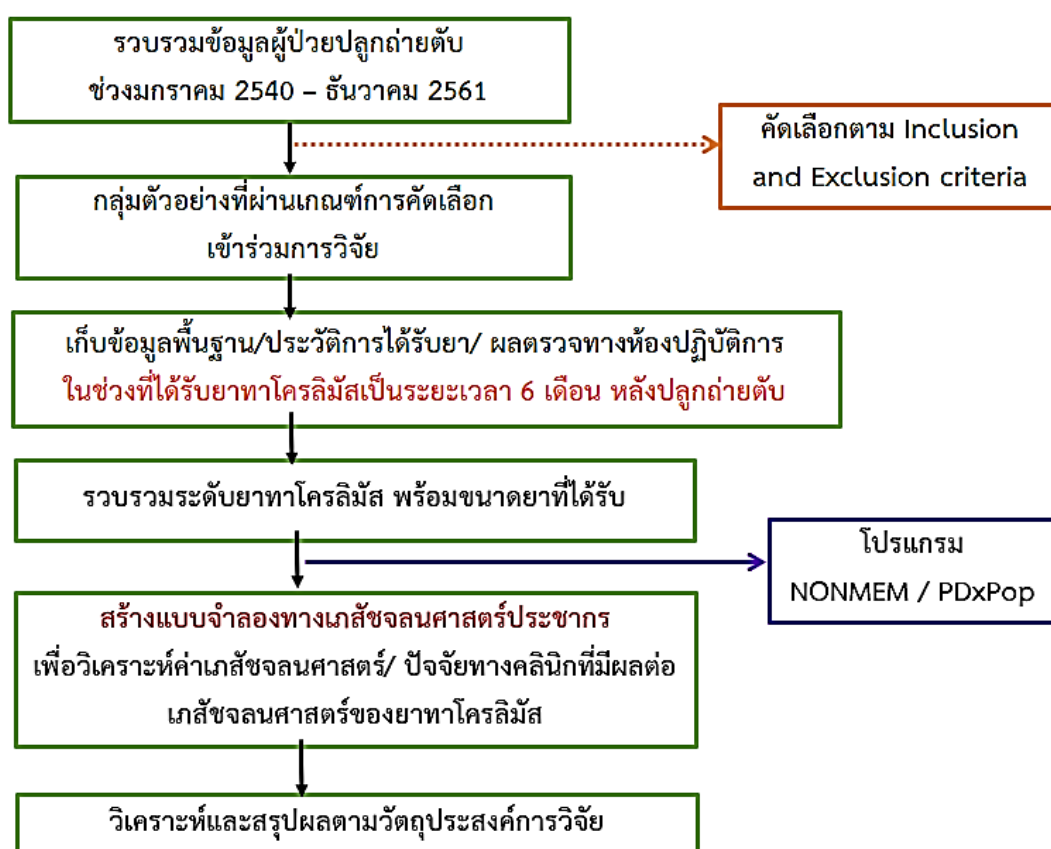 รวบรวมข้อมูลผู้ป่วยปลูกถ่ายตับ
ช่วงมกราคม 2540 – ธันวาคม 2561
คัดเลือกตาม Inclusion
and Exclusion criteria
กลุ่มตัวอย่างที่ผ่านเกณฑ์การคัดเลือก
เข้าร่วมการวิจัย
เก็บข้อมูลพื้นฐาน/ประวัติการได้รับยา/ ผลตรวจทางห้องปฏิบัติการ
ในช่วงที่ได้รับยาทาโครลิมัสเป็นระยะเวลา 6 เดือน หลังปลูกถ่ายตับ
รวบรวมระดับยาทาโครลิมัส พร้อมขนาดยาที่ได้รับ
โปรแกรม
NONMEM / PDxPop
สร้างแบบจำลองทางเภสัชจลนศาสตร์ประชากร
เพื่อวิเคราะห์ค่าเภสัชจลนศาสตร์/ ปัจจัยทางคลินิกที่มีผลต่อ
เภสัชจลนศาสตร์ของยาทาโครลิมัส
วิเคราะห์และสรุปผลตามวัตถุประสงค์การวิจัย